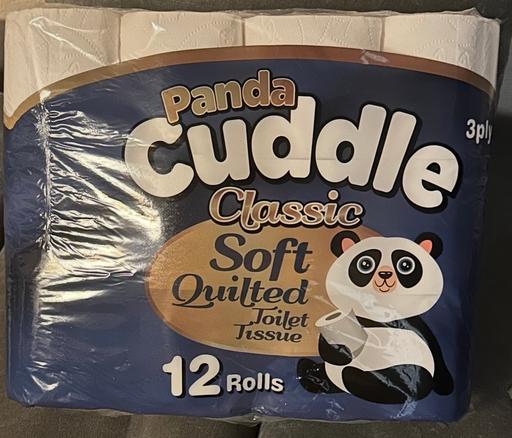 Panda
Cuddle
3ply
Classic
Soft
Quilted
Toilet
Tissue
12 Rolls